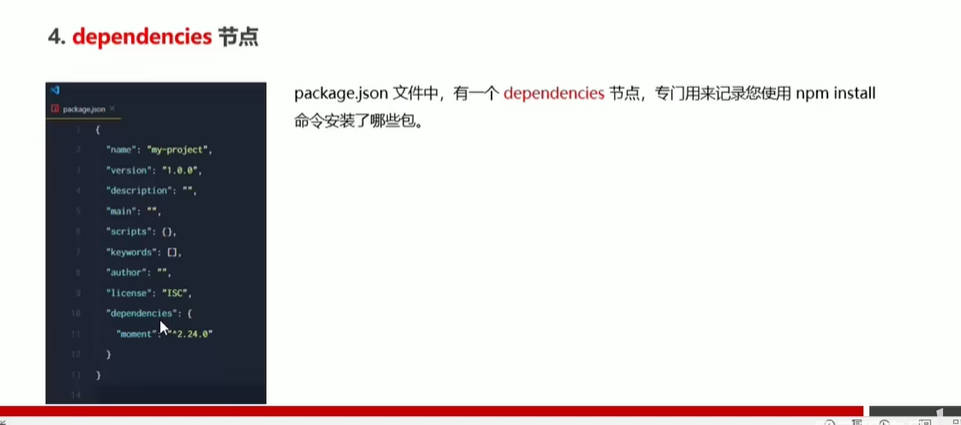 4. dependencies 节点
package.json 文件中，有一个 dependencies 节点，专门用来记录您使用 npm install
命令安装了哪些包。
package.json ×
1 {
2 "name": "my-project",
3 "version": "1.0.0",
4 "description": "",
5 "main": "",
6 "scripts": {},
7 "keywords": [],
8 "author": "",
9 "license": "ISC",
10 "dependencies": {
11 "moment": "^2.24.0"
12 }
13 }
14